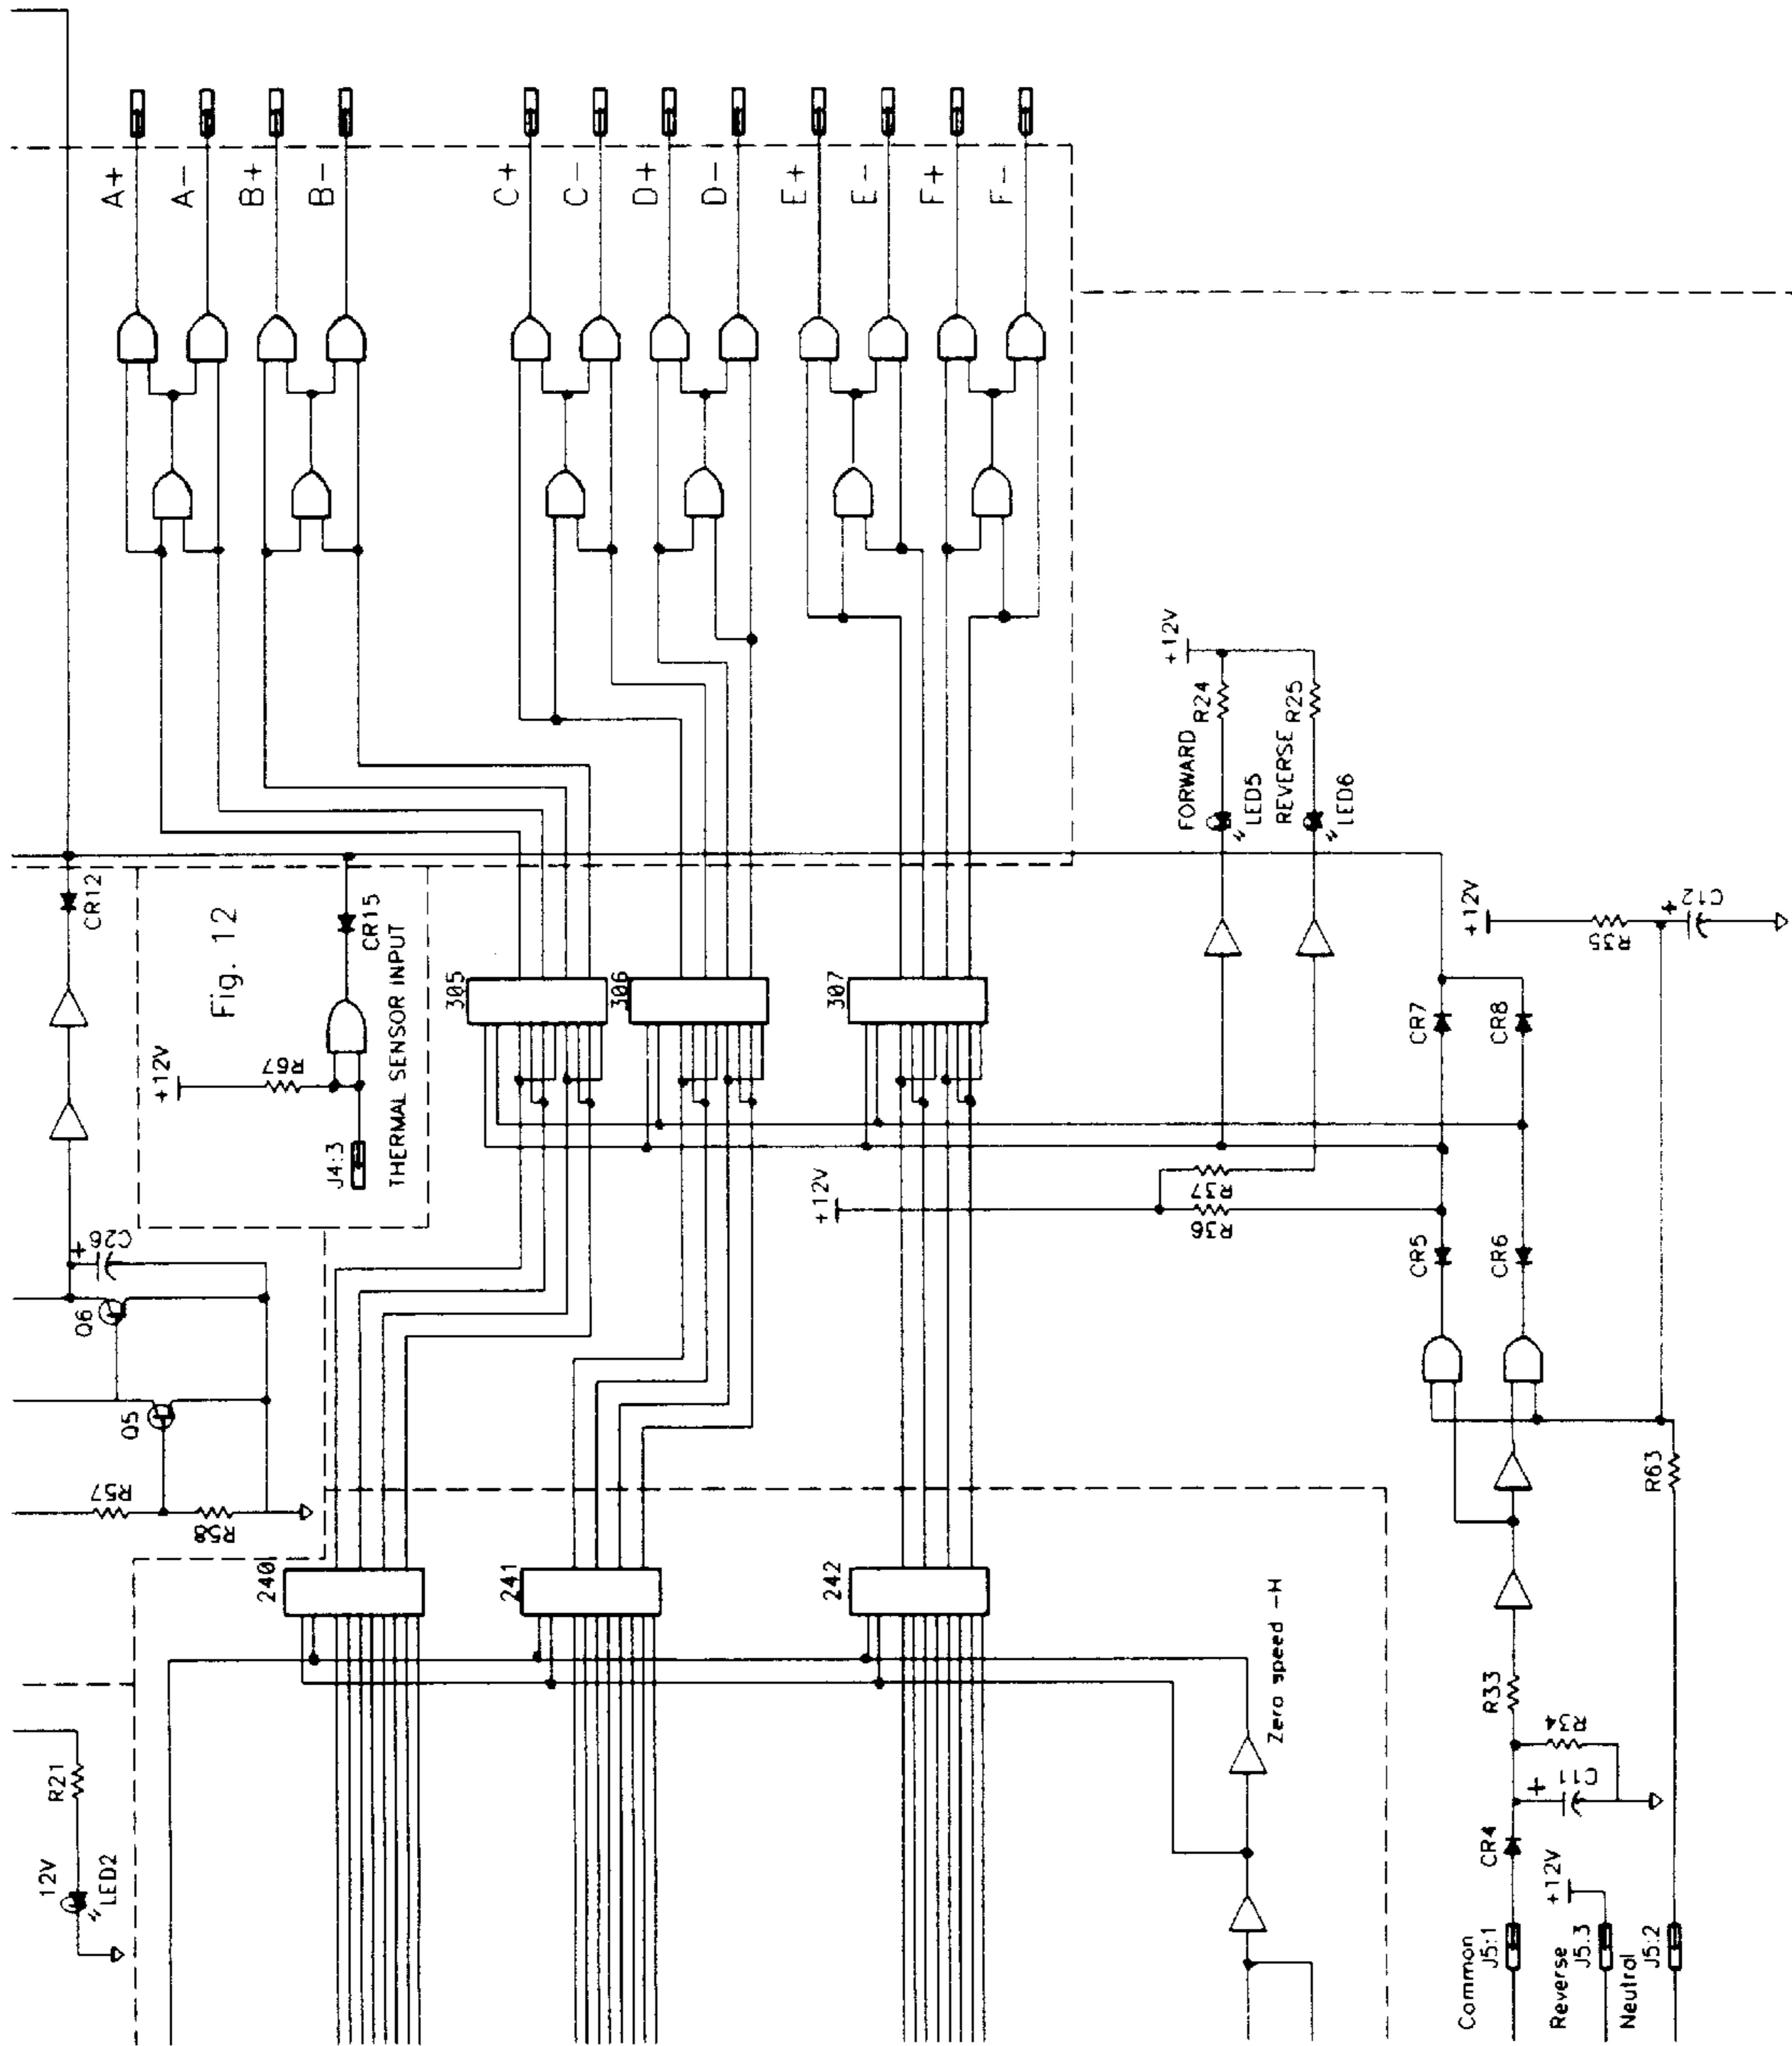 A+
A-
B+
B-
C+
C-
D+
D-
E+
E-
F+
F-
CR12
Fig. 12
CR15
+12V
R67
J4:3
THERMAL SENSOR INPUT
C26
Q6
Q5
R57
R58
305
306
307
+12V
R24
R25
FORWARD
LED5
REVERSE
LED6
+12V
R35
+
C12
CR7
CR8
+12V
R37
R36
CR5
CR6
+
R63
240
241
242
Zero speed -H
R21
12V
LED2
R33
R34
+
C11
CR4
+12V
Common
J5:1
Reverse
J5:3
Neutral
J5:2